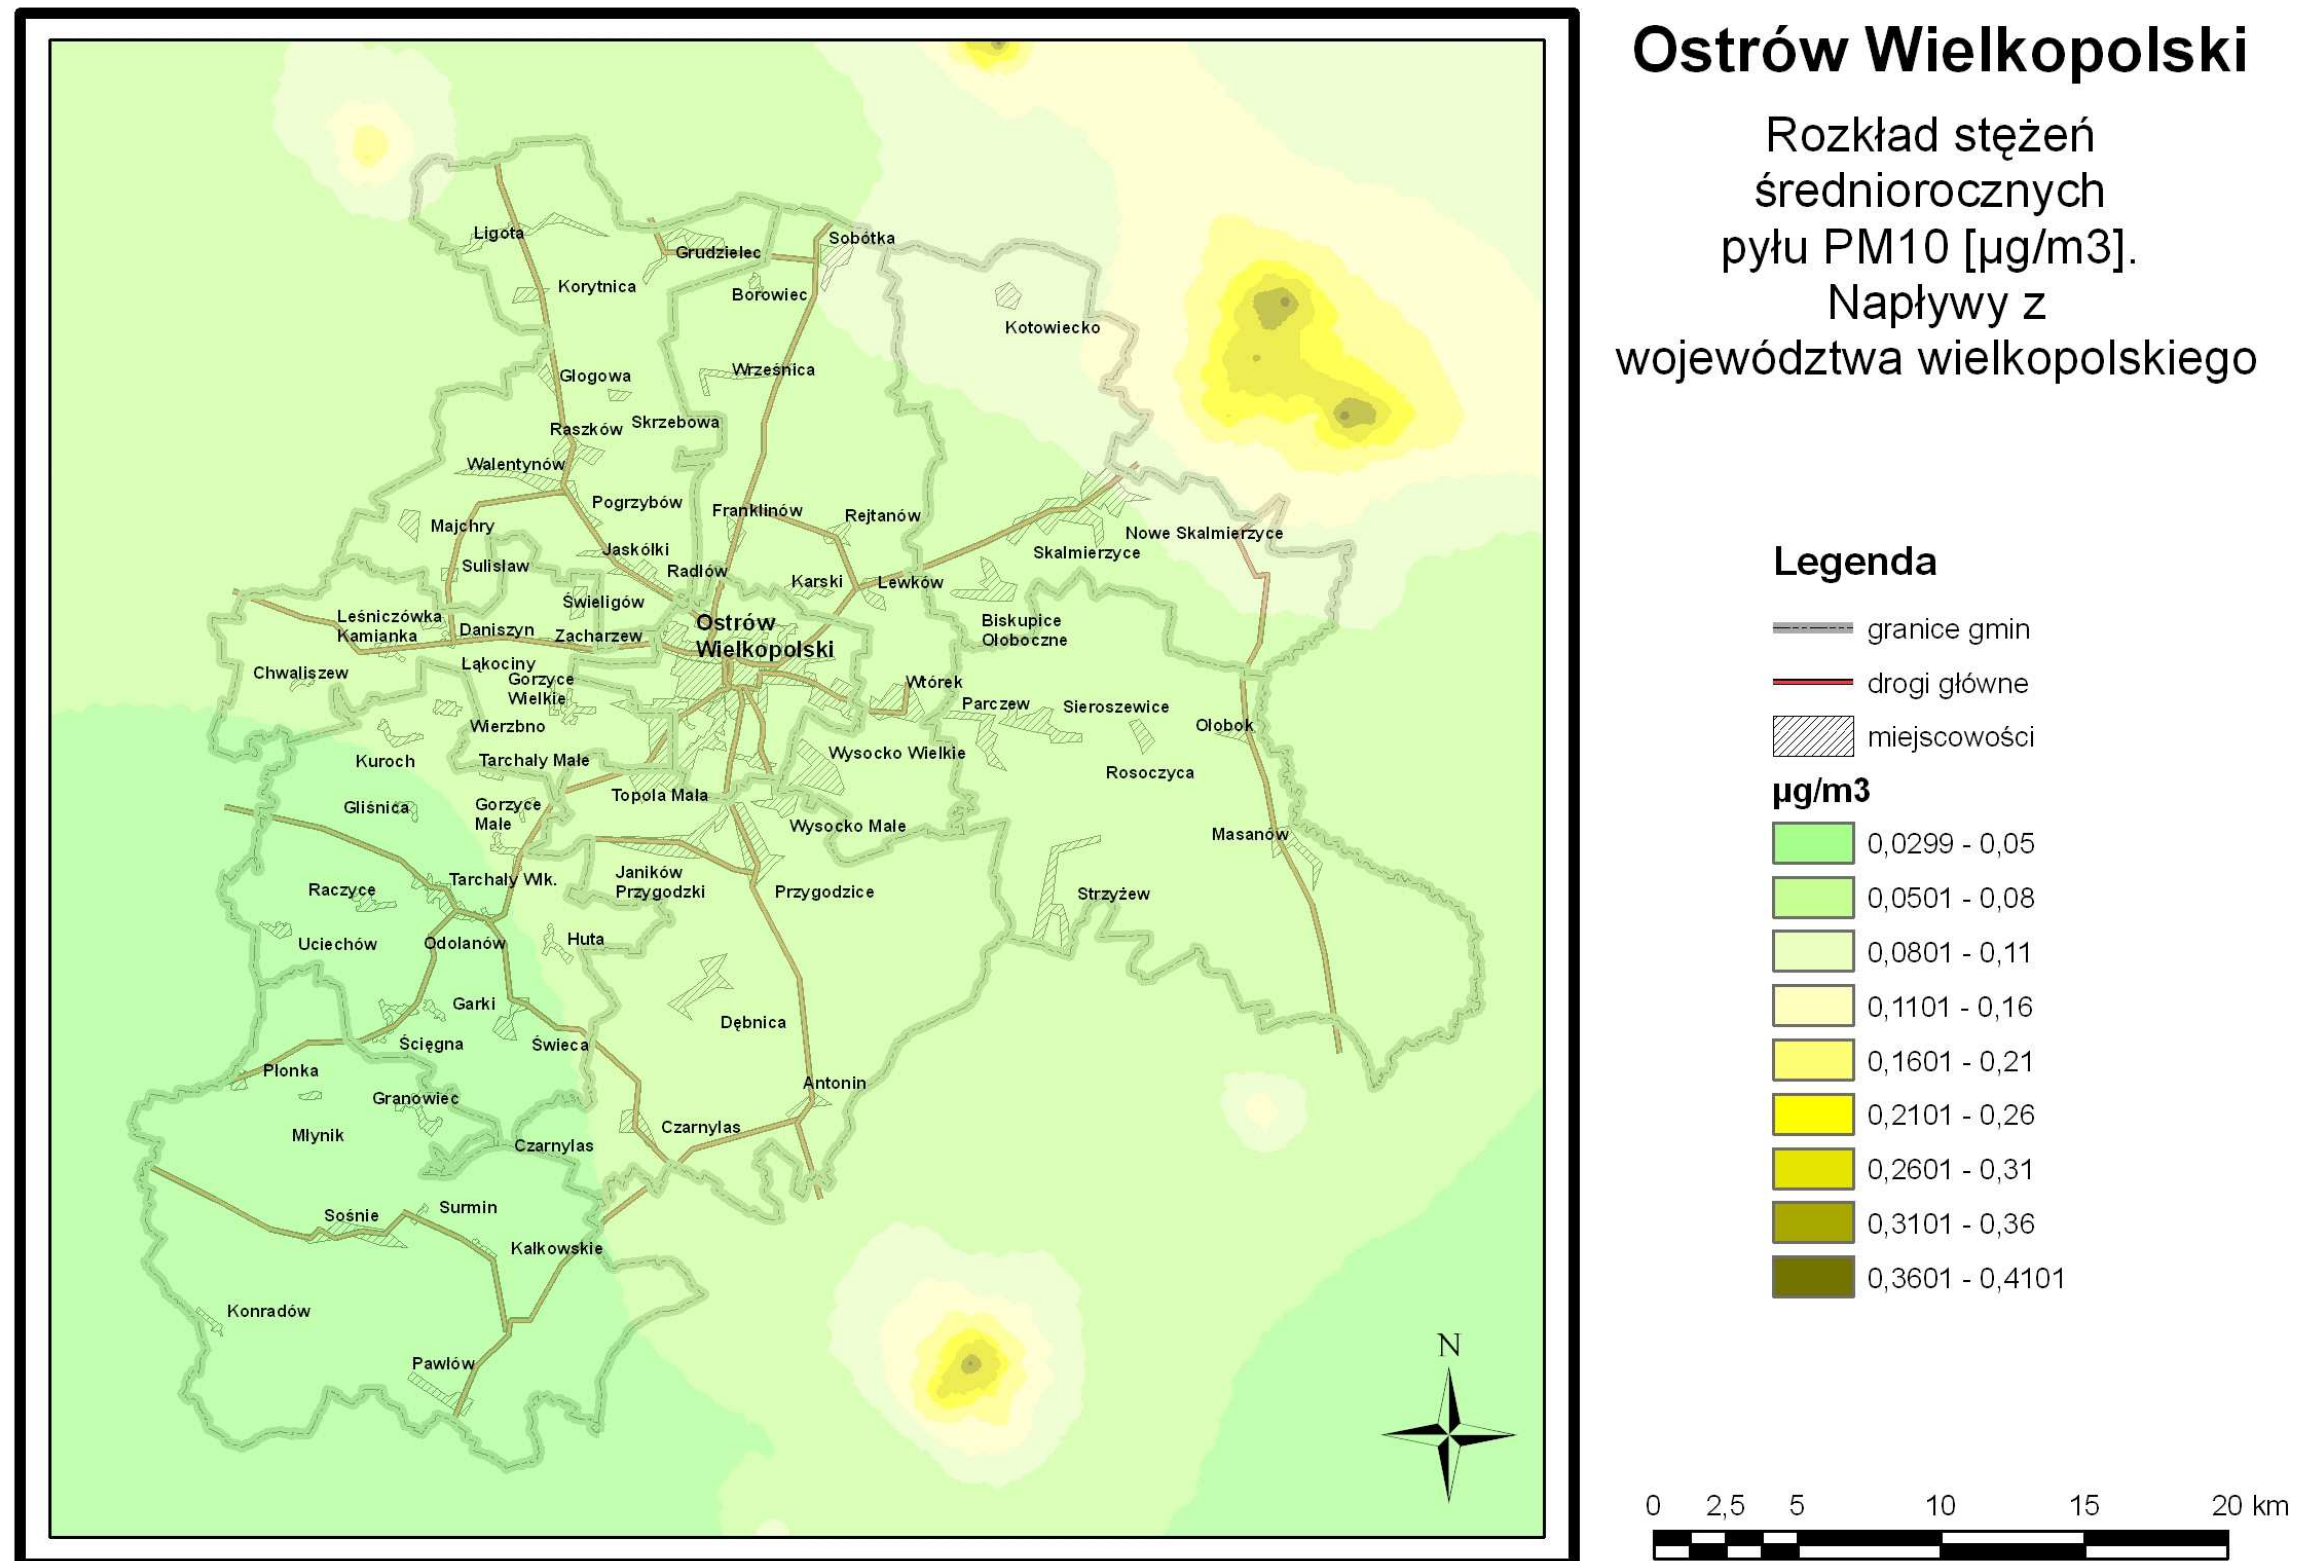 Ostrów Wielkopolski
Rozkład stężeń
średniorocznych
pyłu PM10 [µg/m3].
Napływy z
województwa wielkopolskiego
Ligota
Grudzielec
Sobótka
Korytnica
Borowiec
Kotowiecko
Glogowa
Wrześnica
Raszków
Skrzebowa
Walentynów
Pogrzybów
Franklinów
Rejtanów
Majchry
Nowe Skalmierzyce
Jaskółki
Skalmierzyce
Sulisław
Radłów
Karski
Lewków
Świeligów
Leśniczówka
Kamianka
Daniszyn
Zacharzew
Ostrów
Wielkopolski
Biskupice
Ołoboczne
Chwaliszew
Łąkociny
Gorzyce
Wielkie
Wtórek
Parczew
Sieroszewice
Ołobok
Wierzbno
Kuroch
Tarchały Małe
Wysocko Wielkie
Rosoczyca
Gliśnica
Gorzyce
Małe
Topola Mała
Wysocko Małe
Masanów
Raczyce
Tarchały Wlk.
Janików
Przygodzki
Przygodzice
Strzyżew
Uciechów
Odolanów
Huta
Garki
Dębnica
Ścięgna
Świeca
Płonka
Antonin
Granowiec
Młynik
Czarnylas
Czarnylas
Sośnie
Surmin
Kałkowskie
Konradów
Pawłów
N
Legenda
granice gmin
drogi główne
miejscowości
µg/m3
0,0299 - 0,05
0,0501 - 0,08
0,0801 - 0,11
0,1101 - 0,16
0,1601 - 0,21
0,2101 - 0,26
0,2601 - 0,31
0,3101 - 0,36
0,3601 - 0,4101
0 2,5 5 10 15 20 km